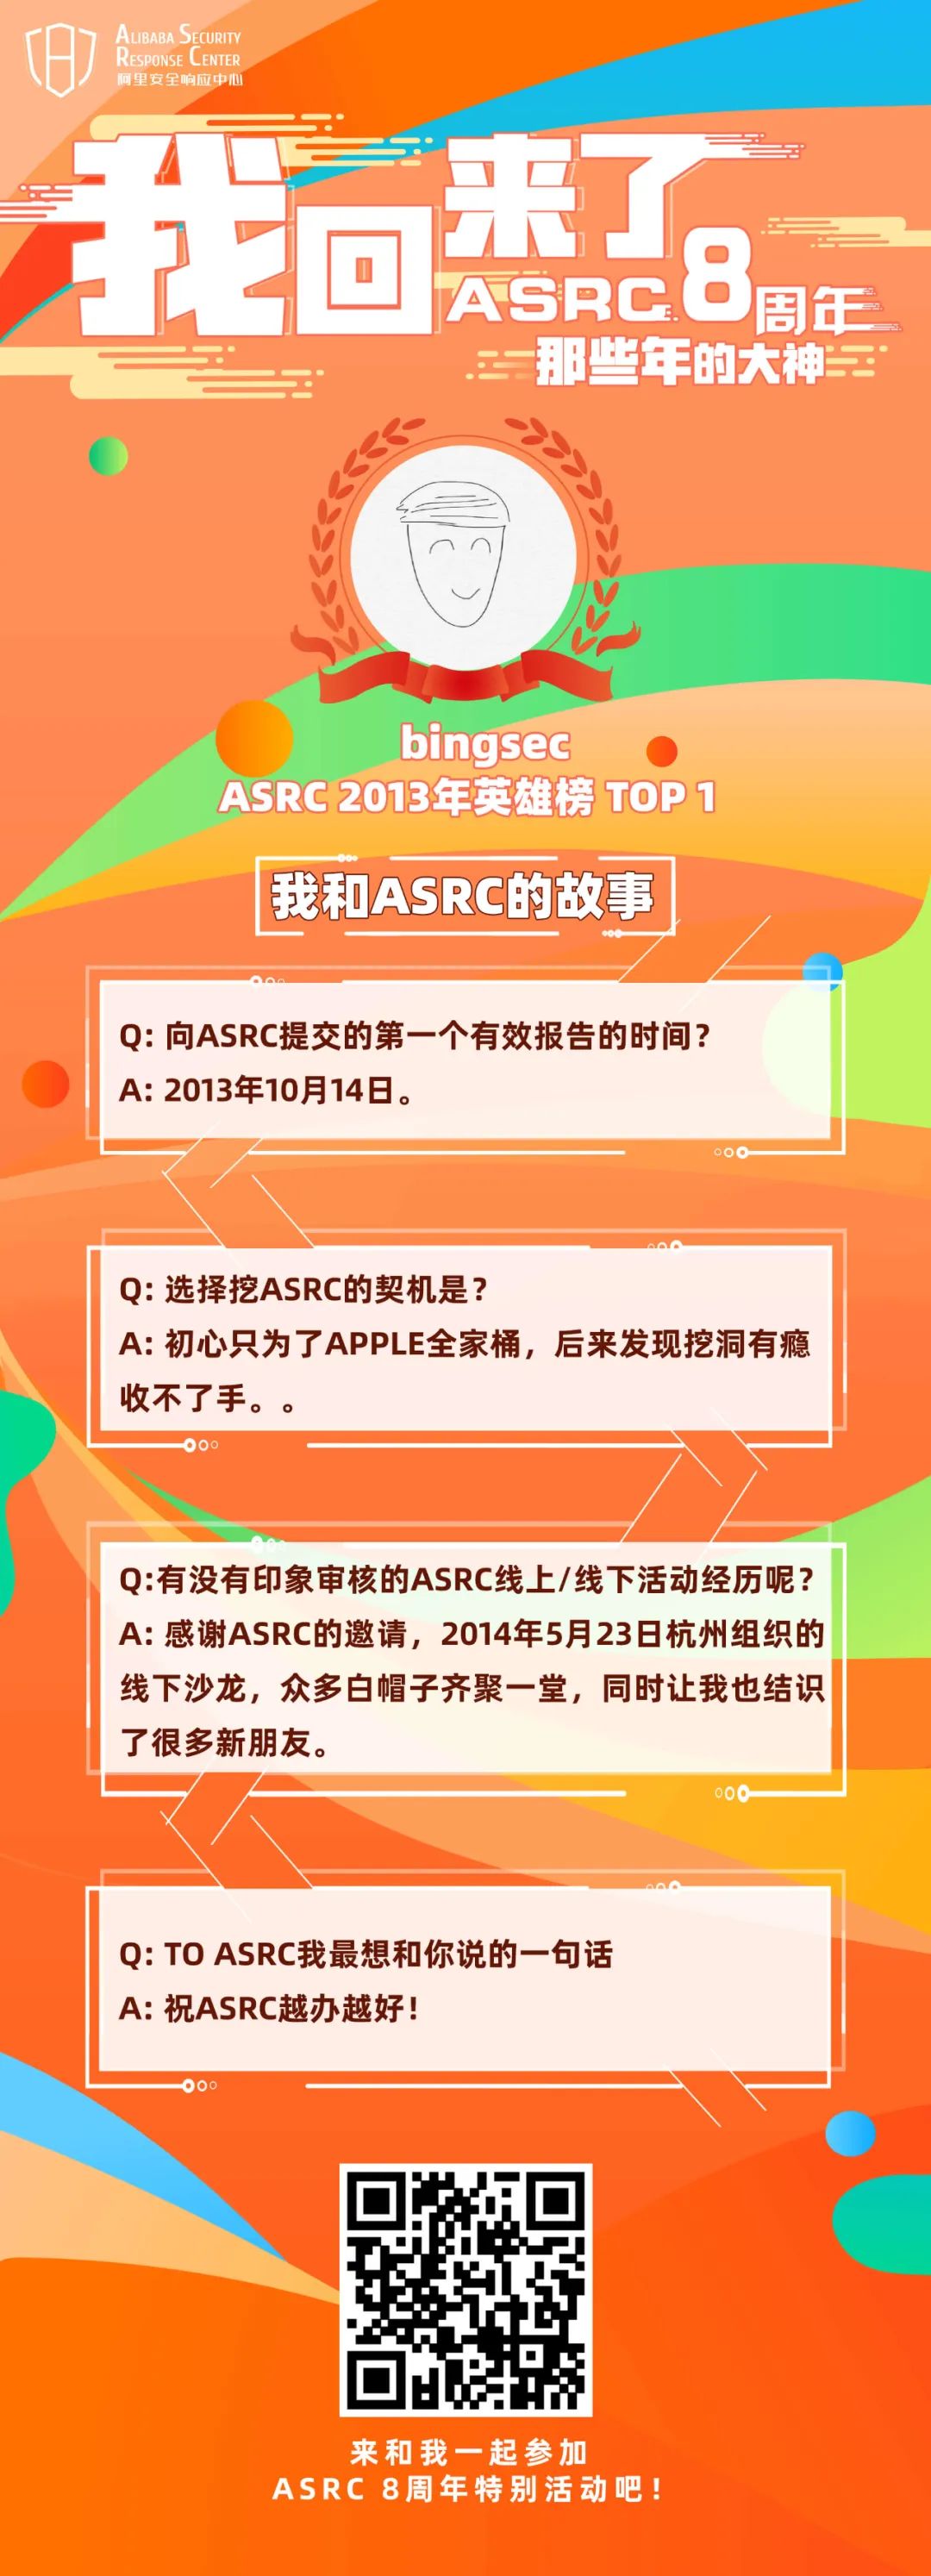 ALIBABA SECURITY
RESPONSE CENTER
阿里安全响应中心
我回来了
ASRC 8周年
那些年的大神
bingsec
ASRC 2013年英雄榜 TOP 1
我和ASRC的故事
Q: 向ASRC提交的第一个有效报告的时间？
A: 2013年10月14日。
Q: 选择挖ASRC的契机是？
A: 初心只为了APPLE全家桶，后来发现挖洞有瘾
收不了手。。
Q:有没有印象审核的ASRC线上/线下活动经历呢？
A: 感谢ASRC的邀请，2014年5月23日杭州组织的
线下沙龙，众多白帽子齐聚一堂，同时让我也结识
了很多新朋友。
Q: TO ASRC我最想和你说的一句话
A: 祝ASRC越办越好！
来和我一起参加
ASRC 8周年特别活动吧！